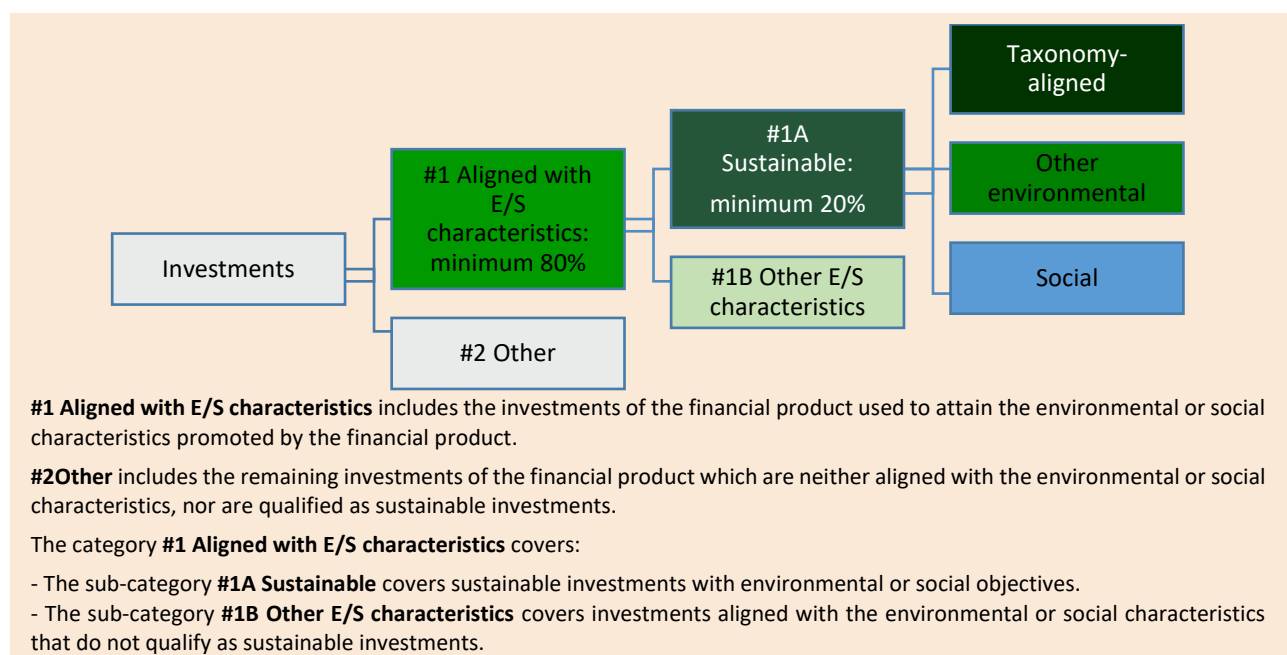 Taxonomy-
aligned
#1A
Sustainable:
minimum 20%
#1 Aligned with
E/S
characteristics:
minimum 80%
Other
environmental
Investments
#1B Other E/S
characteristics
Social
#2 Other
#1 Aligned with E/S characteristics includes the investments of the financial product used to attain the environmental or social
characteristics promoted by the financial product.
#2Other includes the remaining investments of the financial product which are neither aligned with the environmental or social
characteristics, nor are qualified as sustainable investments.
The category #1 Aligned with E/S characteristics covers:
- The sub-category #1A Sustainable covers sustainable investments with environmental or social objectives.
- The sub-category #1B Other E/S characteristics covers investments aligned with the environmental or social characteristics
that do not qualify as sustainable investments.